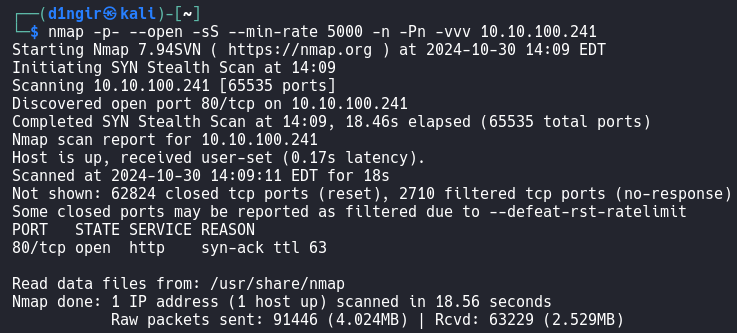 ┌──(d1ngir㉿kali)-[~]
└─$ nmap -p- --open -sS --min-rate 5000 -n -Pn -vvv 10.10.100.241
Starting Nmap 7.94SVN ( https://nmap.org ) at 2024-10-30 14:09 EDT
Initiating SYN Stealth Scan at 14:09
Scanning 10.10.100.241 [65535 ports]
Discovered open port 80/tcp on 10.10.100.241
Completed SYN Stealth Scan at 14:09, 18.46s elapsed (65535 total ports)
Nmap scan report for 10.10.100.241
Host is up, received user-set (0.17s latency).
Scanned at 2024-10-30 14:09:11 EDT for 18s
Not shown: 62824 closed tcp ports (reset), 2710 filtered tcp ports (no-response)
Some closed ports may be reported as filtered due to --defeat-rst-ratelimit
PORT   STATE SERVICE REASON
80/tcp open  http    syn-ack ttl 63
Read data files from: /usr/share/nmap
Nmap done: 1 IP address (1 host up) scanned in 18.56 seconds
           Raw packets sent: 91446 (4.024MB) | Rcvd: 63229 (2.529MB)